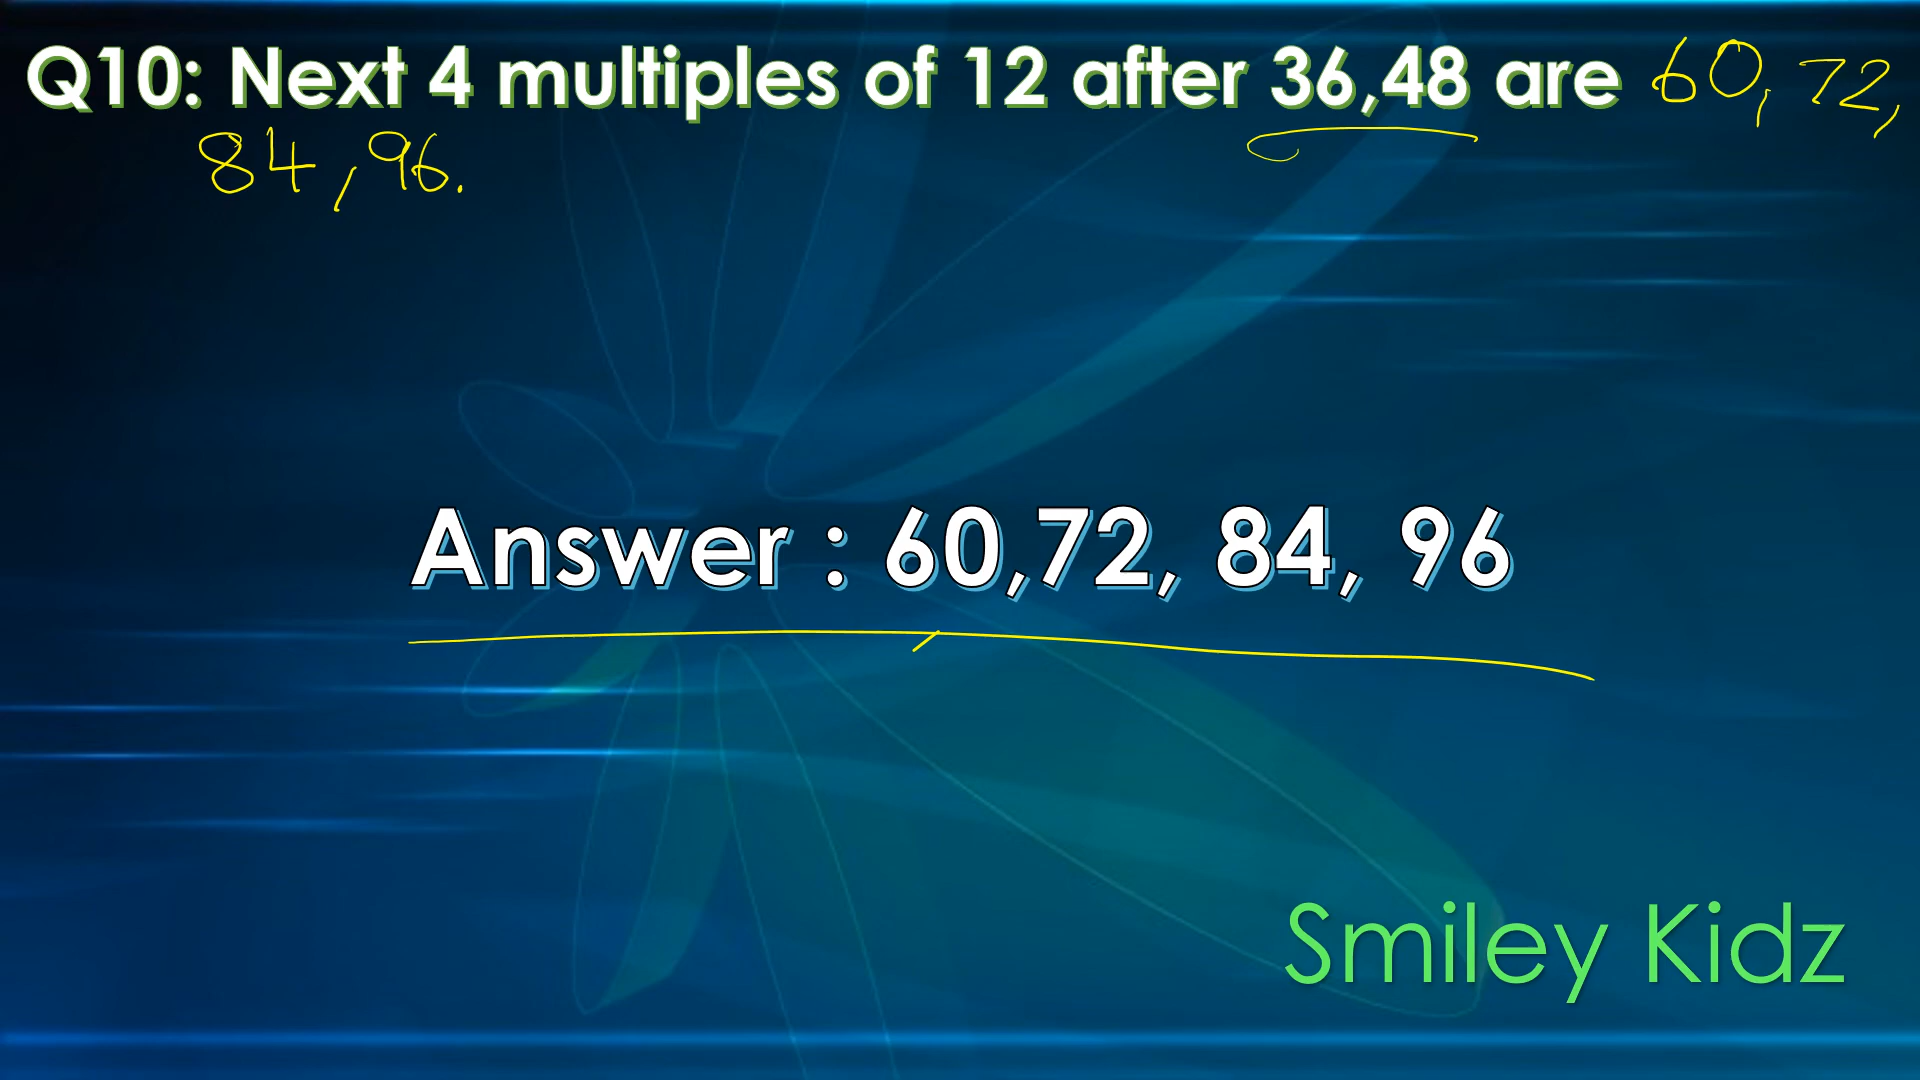 Q10: Next 4 multiples of 12 after 36,48 are 60, 72,
84, 96.
Answer : 60,72, 84, 96
Smiley Kidz